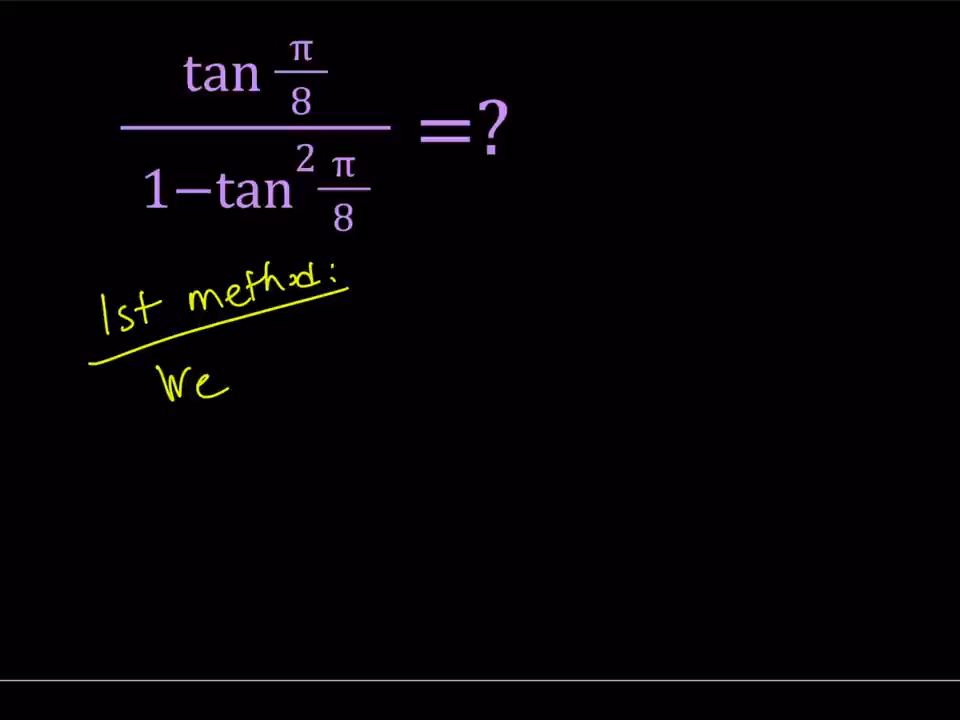 tan π/8
1−tan² π/8
=?
1st method:
We